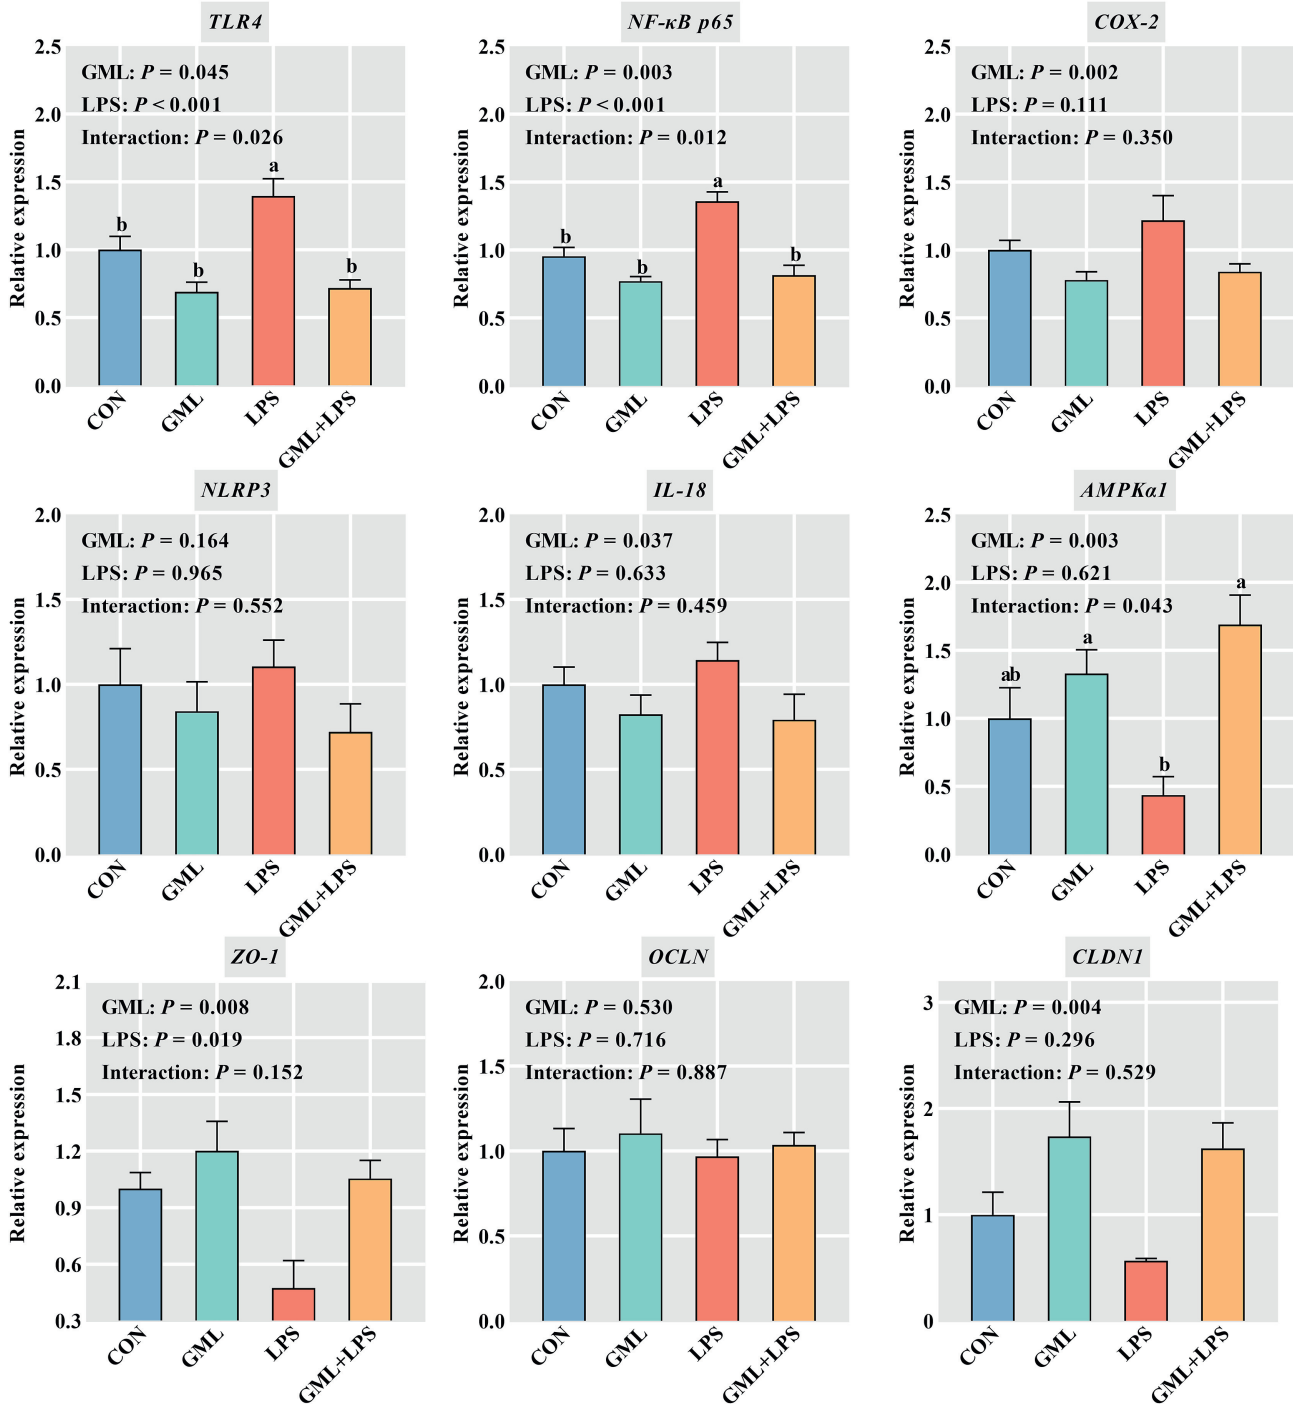 TLR4
2.5
GML: P = 0.045
LPS: P < 0.001
Interaction: P = 0.026
2.0
1.5
1.0
0.5
0.0
Relative expression
b
b
a
b
CON
GML
LPS
GML+LPS
NF-κB p65
2.5
GML: P = 0.003
LPS: P < 0.001
Interaction: P = 0.012
2.0
1.5
1.0
0.5
0.0
Relative expression
b
b
a
b
CON
GML
LPS
GML+LPS
COX-2
2.5
GML: P = 0.002
LPS: P = 0.111
Interaction: P = 0.350
2.0
1.5
1.0
0.5
0.0
Relative expression
CON
GML
LPS
GML+LPS
NLRP3
2.0
GML: P = 0.164
LPS: P = 0.965
Interaction: P = 0.552
1.5
1.0
0.5
0.0
Relative expression
CON
GML
LPS
GML+LPS
IL-18
2.0
GML: P = 0.037
LPS: P = 0.633
Interaction: P = 0.459
1.5
1.0
0.5
0.0
Relative expression
CON
GML
LPS
GML+LPS
AMPKα1
2.5
GML: P = 0.003
LPS: P = 0.621
Interaction: P = 0.043
2.0
1.5
1.0
0.5
0.0
Relative expression
ab
a
b
a
CON
GML
LPS
GML+LPS
ZO-1
2.1
GML: P = 0.008
LPS: P = 0.019
Interaction: P = 0.152
1.8
1.5
1.2
0.9
0.6
0.3
Relative expression
CON
GML
LPS
GML+LPS
OCLN
2.0
GML: P = 0.530
LPS: P = 0.716
Interaction: P = 0.887
1.5
1.0
0.5
0.0
Relative expression
CON
GML
LPS
GML+LPS
CLDN1
3
GML: P = 0.004
LPS: P = 0.296
Interaction: P = 0.529
2
1
0
Relative expression
CON
GML
LPS
GML+LPS